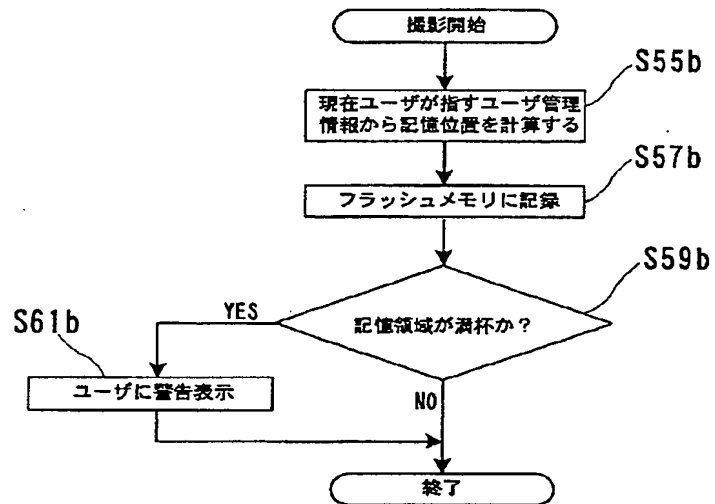 撮影開始
S55b
現在ユーザが指すユーザ管理
情報から記憶位置を計算する
S57b
フラッシュメモリに記録
S59b
記憶領域が満杯か？
YES
S61b
ユーザに警告表示
NO
終了